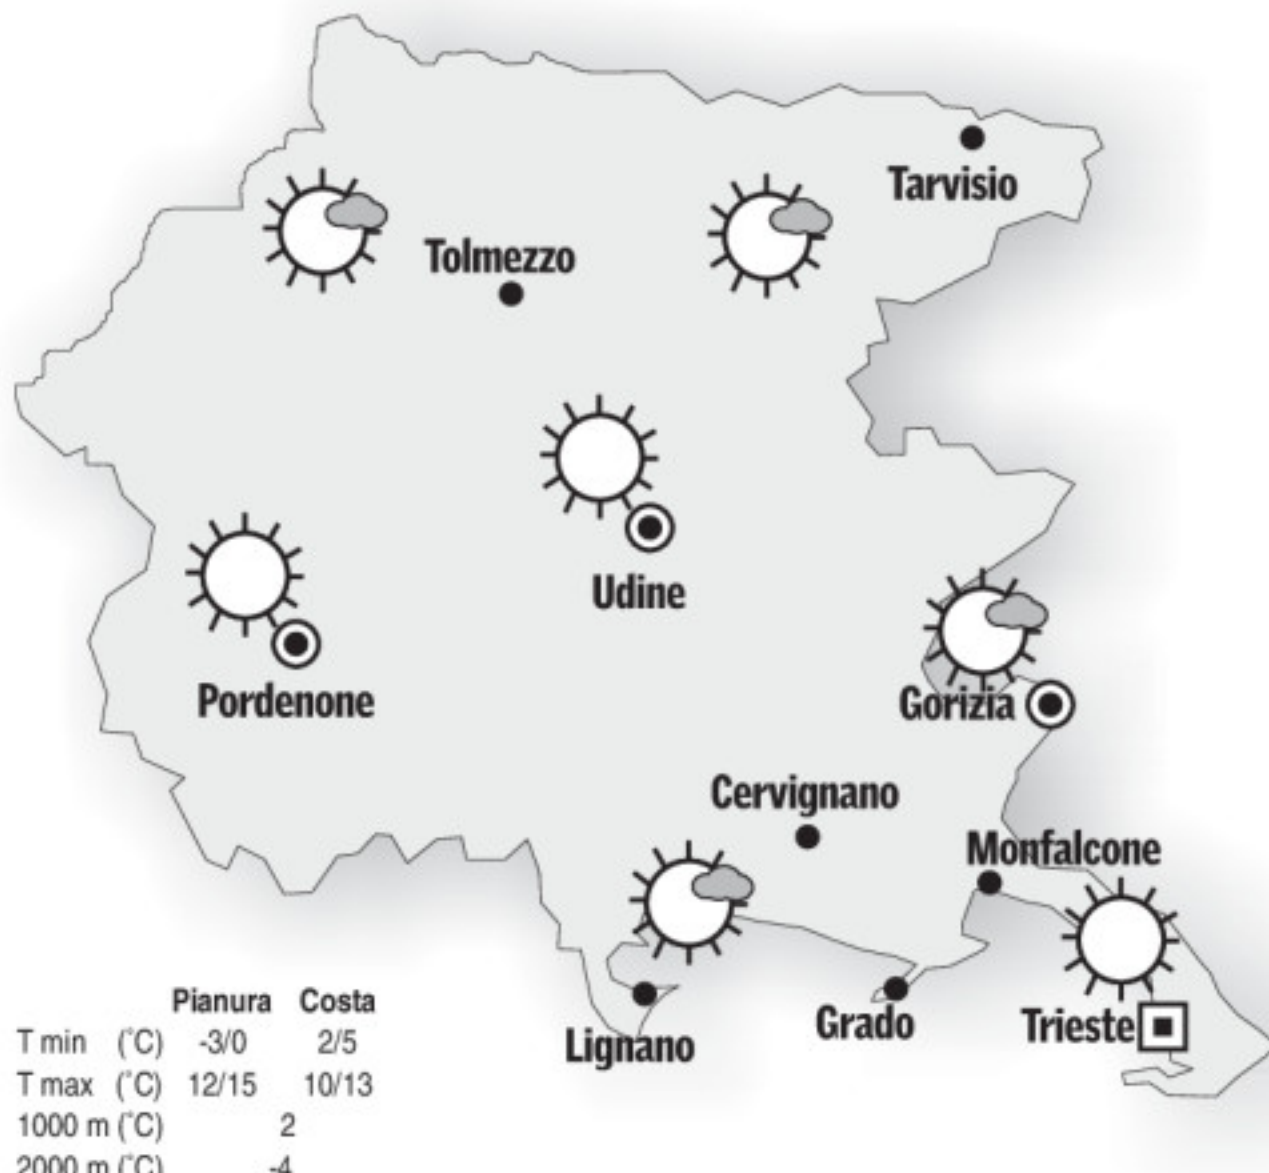 Tarvisio
Tolmezzo
Udine
Pordenone
Gorizia
Cervignano
Monfalcone
Grado
Trieste
Lignano
Pianura Costa
T min (°C) -3/0 2/5
T max (°C) 12/15 10/13
1000 m (°C) 2
2000 m (°C) -4